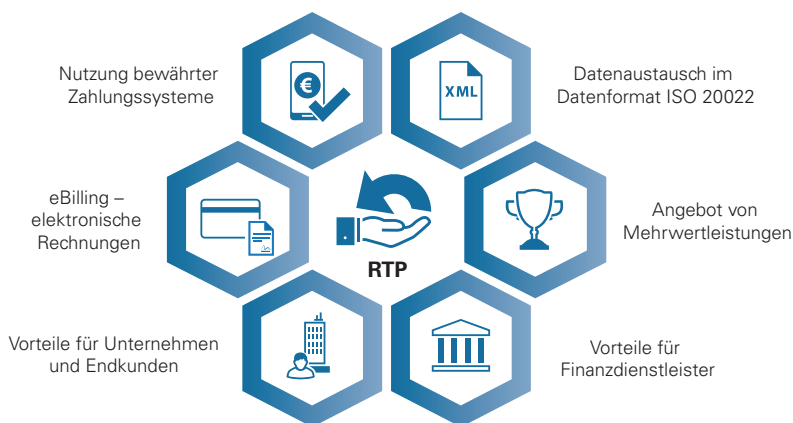 Nutzung bewährter
Zahlungssysteme
XML
Datenaustausch im
Datenformat ISO 20022
eBilling –
elektronische
Rechnungen
RTP
Angebot von
Mehrwertleistungen
Vorteile für Unternehmen
und Endkunden
Vorteile für
Finanzdienstleister